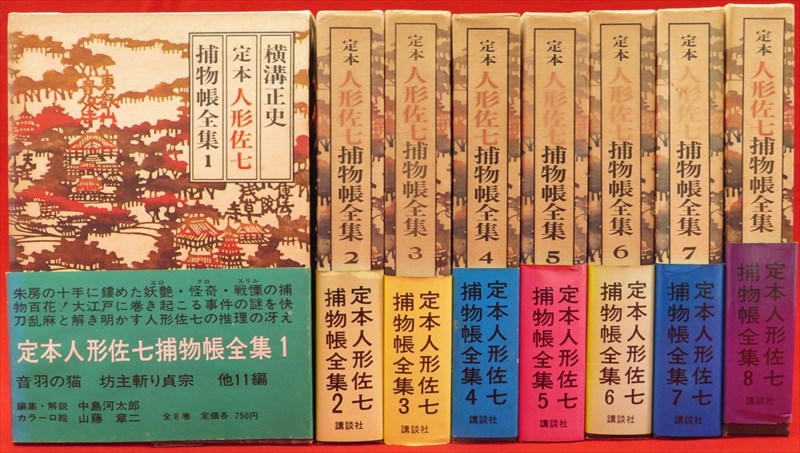 横溝正史
定本 人形佐七
捕物帳全集 1
朱房の十手に鏤めた妖艶・怪奇・戦慄の捕
エロ グロ スリル
物百花！大江戸に巻き起こる事件の謎を快
刀乱麻と解き明かす人形佐七の推理の冴え
定本人形佐七捕物帳全集1
音羽の猫 坊主斬り貞宗 他11編
編集・解説 中島河太郎
カラー口絵 山藤章二
全8巻 定価各750円
定本 人形佐七捕物帳全集 2
定本人形佐七
捕物帳全集2
講談社
定本 人形佐七捕物帳全集 3
定本人形佐七
捕物帳全集3
講談社
定本 人形佐七捕物帳全集 4
定本人形佐七
捕物帳全集4
講談社
定本 人形佐七捕物帳全集 5
定本人形佐七
捕物帳全集5
講談社
定本 人形佐七捕物帳全集 6
定本人形佐七
捕物帳全集6
講談社
定本 人形佐七捕物帳全集 7
定本人形佐七
捕物帳全集7
講談社
定本 人形佐七捕物帳全集
定本人形佐七
捕物帳全集8
講談社